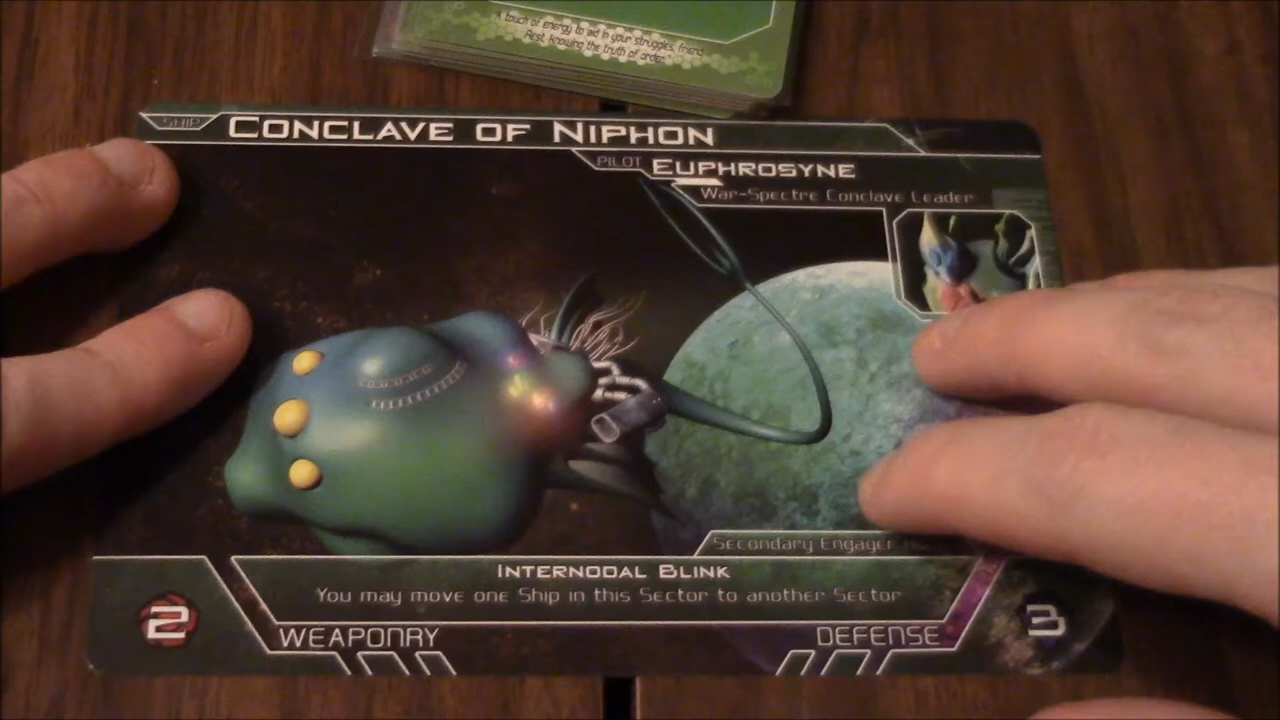 A touch of energy to aid in your struggles, friend.
Rest knowing the truth of order."
SHIP
CONCLAVE OF NIPHON
PILOT EUPHROSYNE
War-Spectre Conclave Leader
Secondary Engager
INTERNODAL BLINK
You may move one Ship in this Sector to another Sector
2 WEAPONRY DEFENSE 3